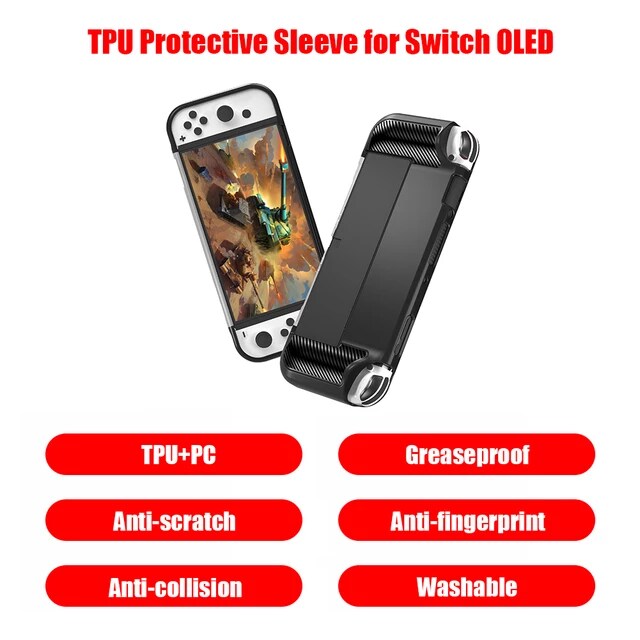 TPU Protective Sleeve for Switch OLED
TPU+PC
Greaseproof
Anti-scratch
Anti-fingerprint
Anti-collision
Washable